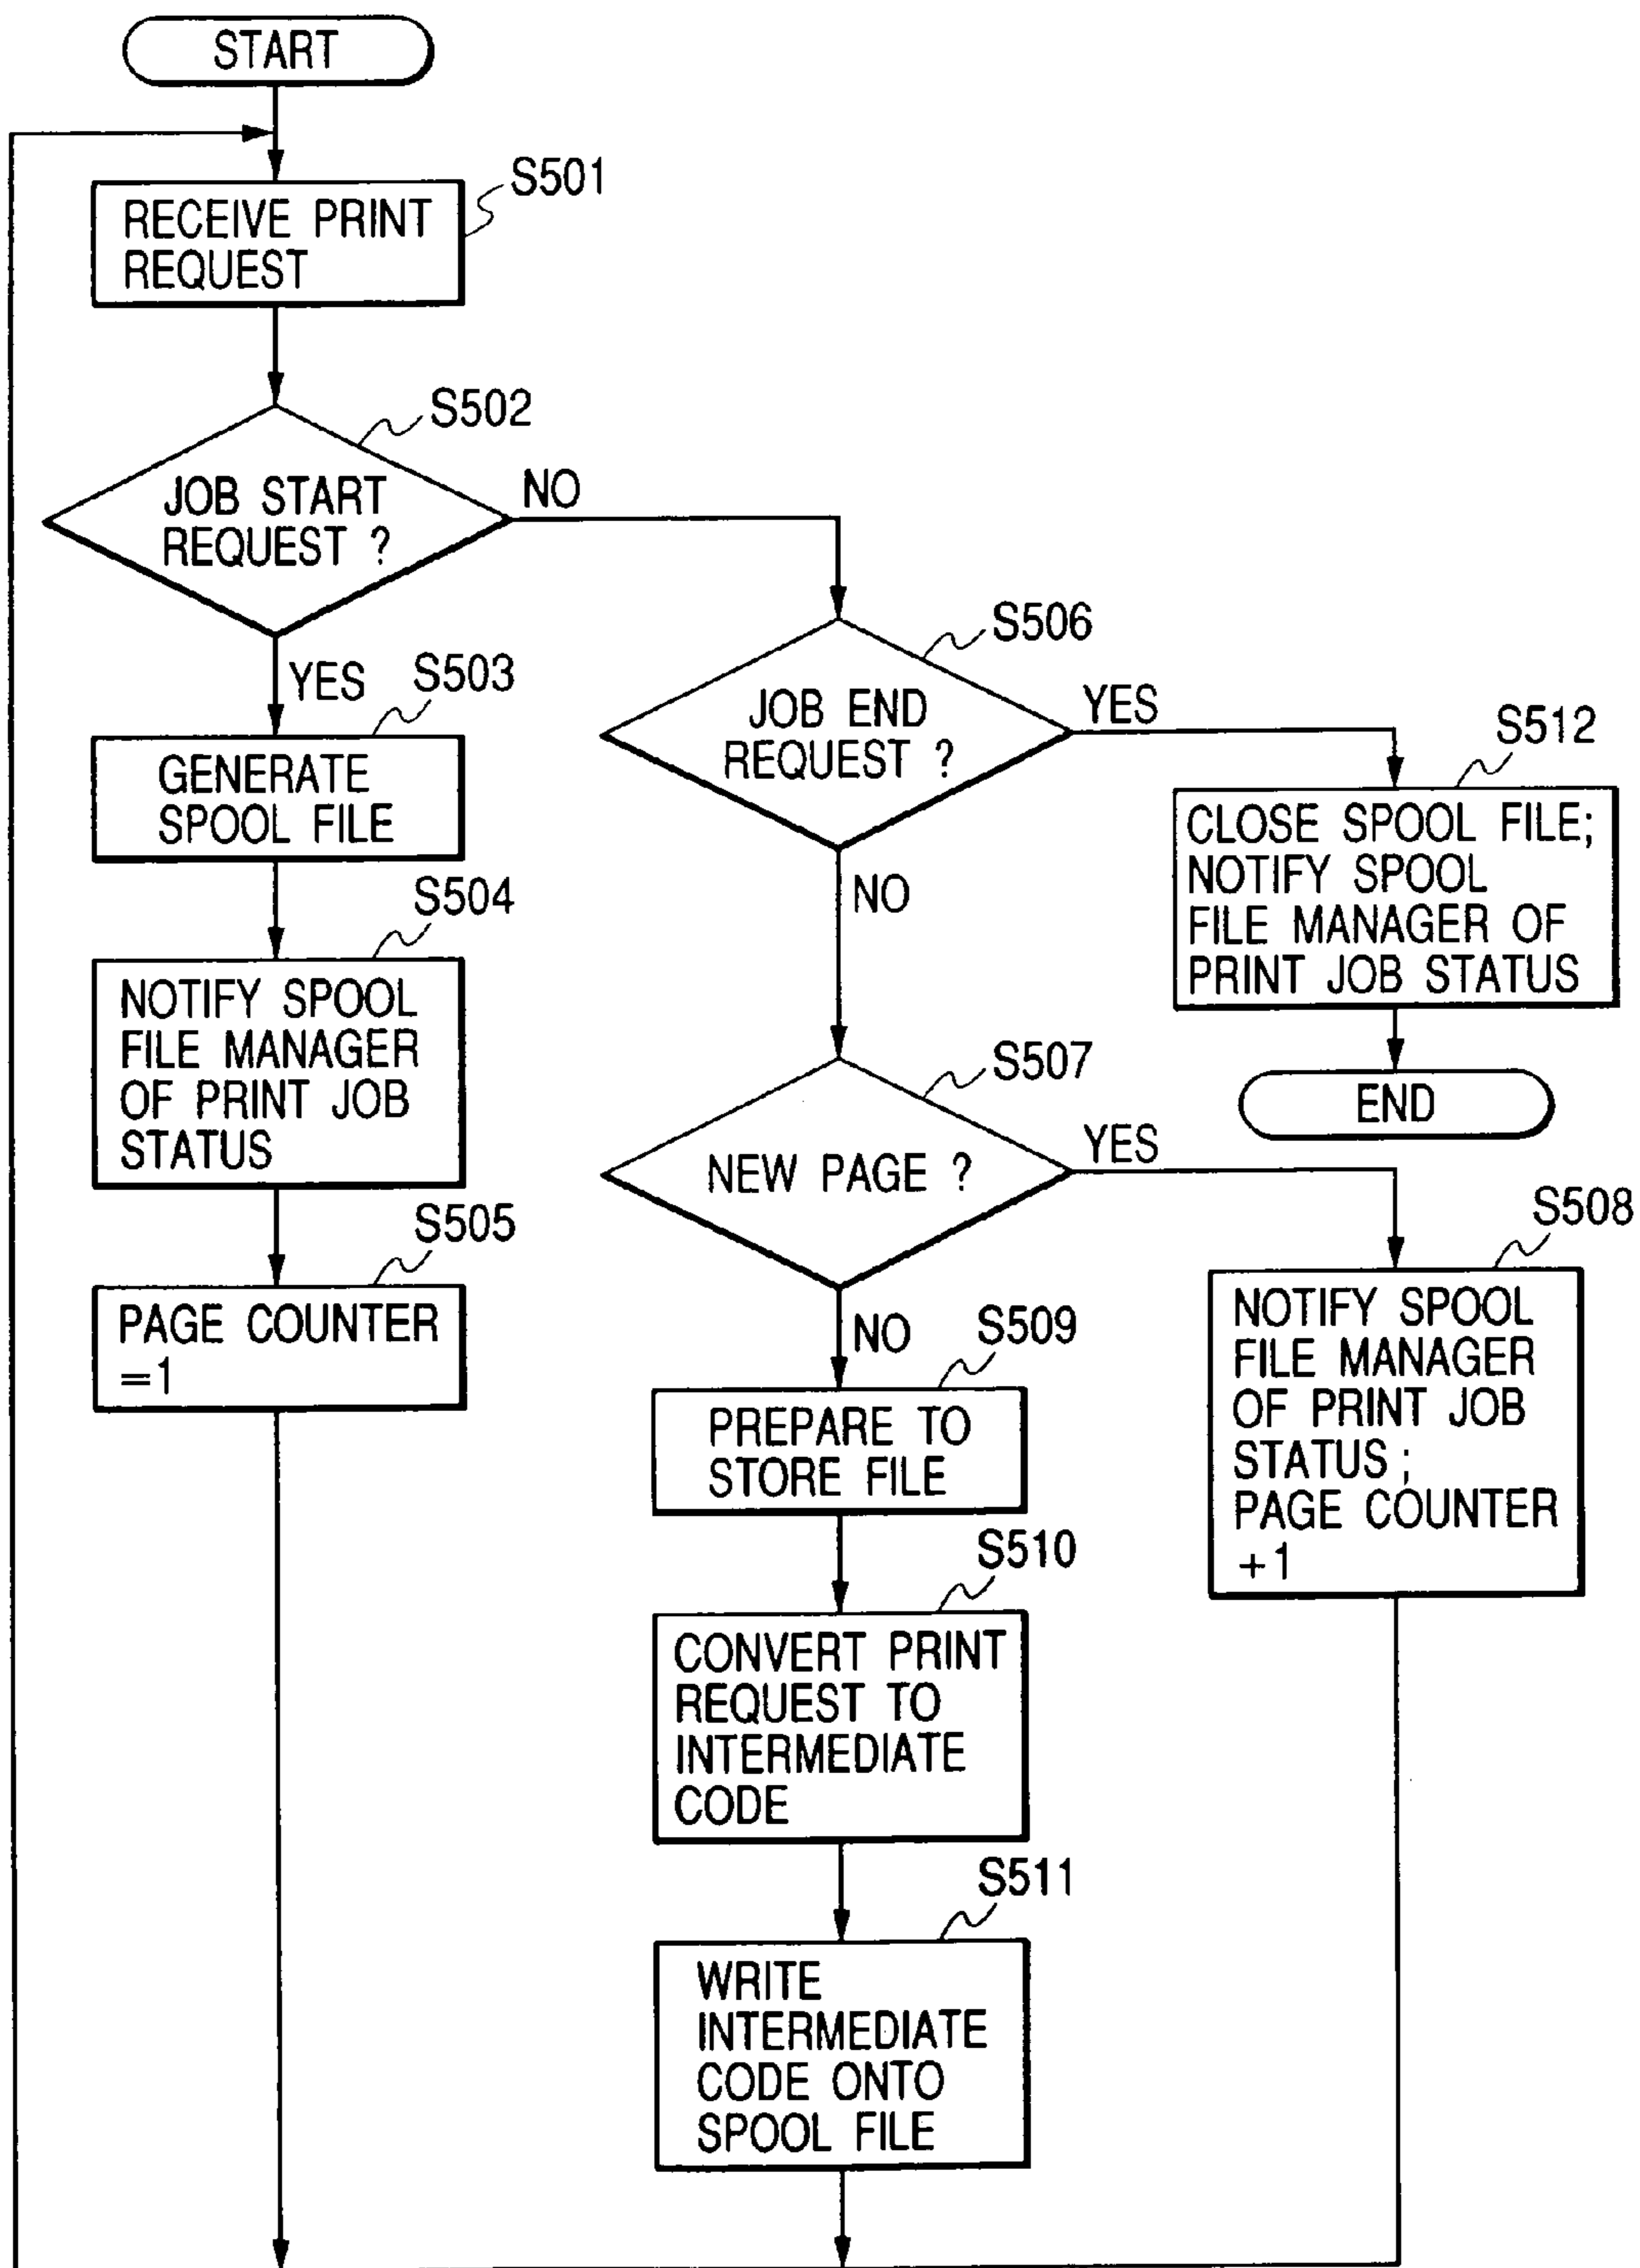 START
S501
RECEIVE PRINT
REQUEST
S502
JOB START
REQUEST ?
NO
YES
S503
GENERATE
SPOOL FILE
S504
NOTIFY SPOOL
FILE MANAGER
OF PRINT JOB
STATUS
S505
PAGE COUNTER
=1
S506
JOB END
REQUEST ?
YES
NO
S512
CLOSE SPOOL FILE;
NOTIFY SPOOL
FILE MANAGER OF
PRINT JOB STATUS
END
S507
NEW PAGE ?
YES
NO
S508
NOTIFY SPOOL
FILE MANAGER
OF PRINT JOB
STATUS ;
PAGE COUNTER
+1
S509
PREPARE TO
STORE FILE
S510
CONVERT PRINT
REQUEST TO
INTERMEDIATE
CODE
S511
WRITE
INTERMEDIATE
CODE ONTO
SPOOL FILE